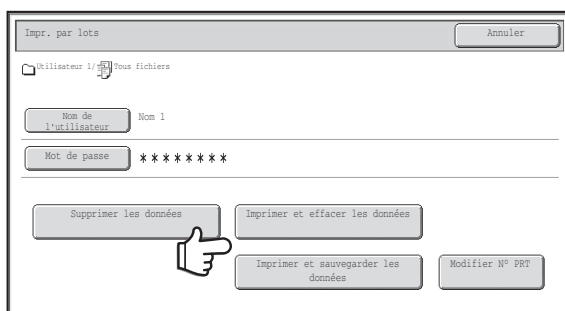 Impr. par lots
Annuler
Utilisateur 1/ Tous fichiers
Nom de
l'utilisateur
Nom 1
Mot de passe
********
Supprimer les données
Imprimer et effacer les données
Imprimer et sauvegarder les
données
Modifier Nº PRT